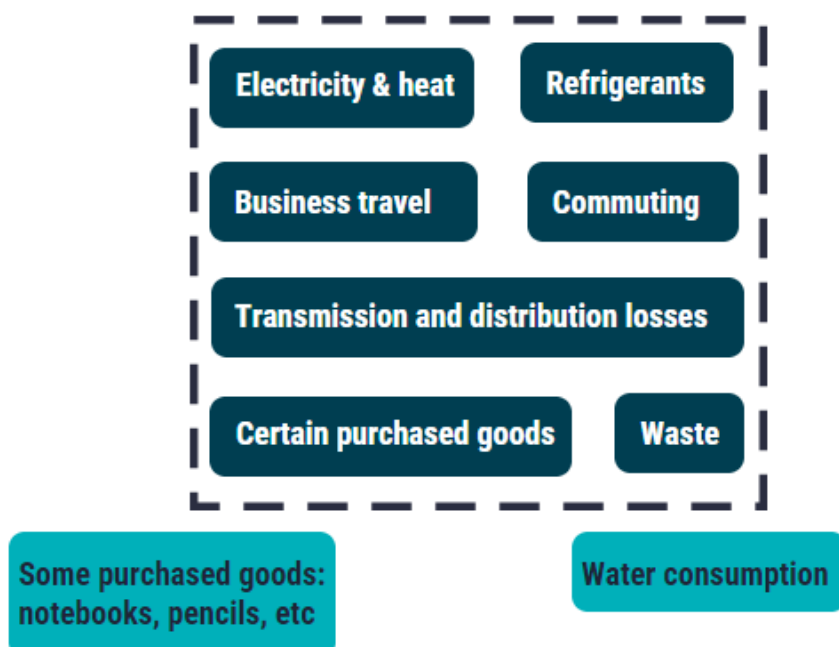 Electricity & heat
Refrigerants
Business travel
Commuting
Transmission and distribution losses
Certain purchased goods
Waste
Some purchased goods:
notebooks, pencils, etc
Water consumption